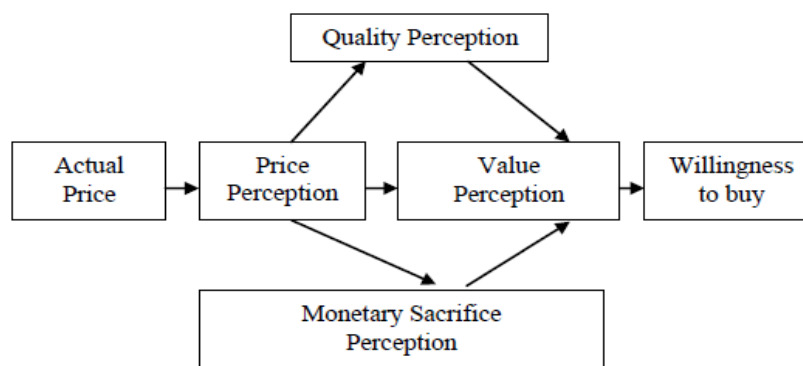 Quality Perception
Actual
Price
Price
Perception
Value
Perception
Willingness
to buy
Monetary Sacrifice
Perception